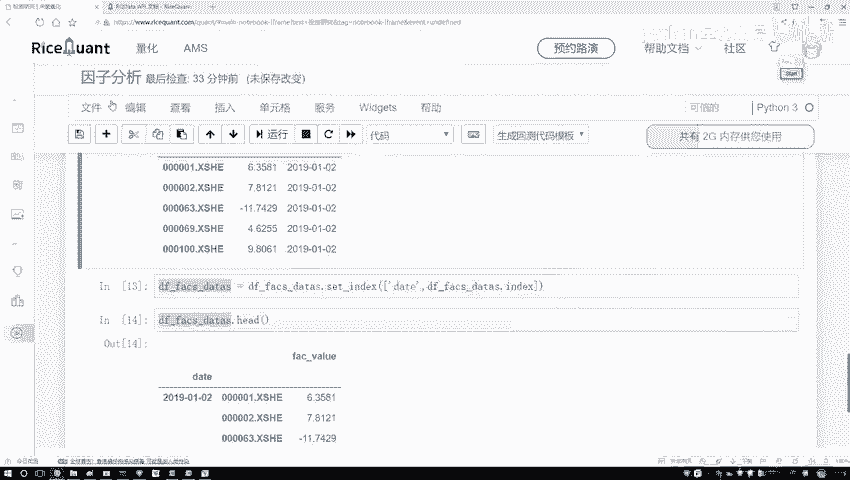 RQData API 文档 - RiceQuant
RiceQuant
量化
AMS
预约路演
帮助文档
社区
因子分析 最后检查: 33 分钟前 (未保存改变)
文件
编辑
查看
插入
单元格
服务
Widgets
帮助
可信的
Python 3
运行
代码
生成回测代码模板
共有 2G 内存供您使用
000001.XSHE 6.3581 2019-01-02
000002.XSHE 7.8121 2019-01-02
000063.XSHE -11.7429 2019-01-02
000069.XSHE 4.6255 2019-01-02
000100.XSHE 9.8061 2019-01-02
In [13] df_facs_datas = df_facs_datas.set_index(['date',df_facs_datas.index])
In [14] df_facs_datas.head()
Out[14]:
fac_value
date
2019-01-02 000001.XSHE 6.3581
000002.XSHE 7.8121
000063.XSHE -11.7429